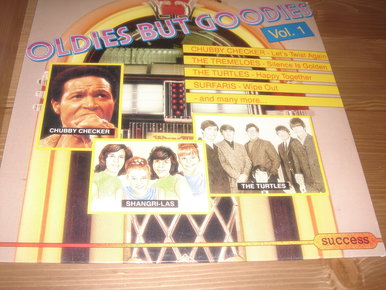 OLDIES BUT GOODIES
Vol. 1
CHUBBY CHECKER - Let's Twist Again
THE TREMELOES - Silence Is Golden
THE TURTLES - Happy Together
SURFARIS - Wipe Out
- and many more
CHUBBY CHECKER
SHANGRI-LAS
THE TURTLES
success